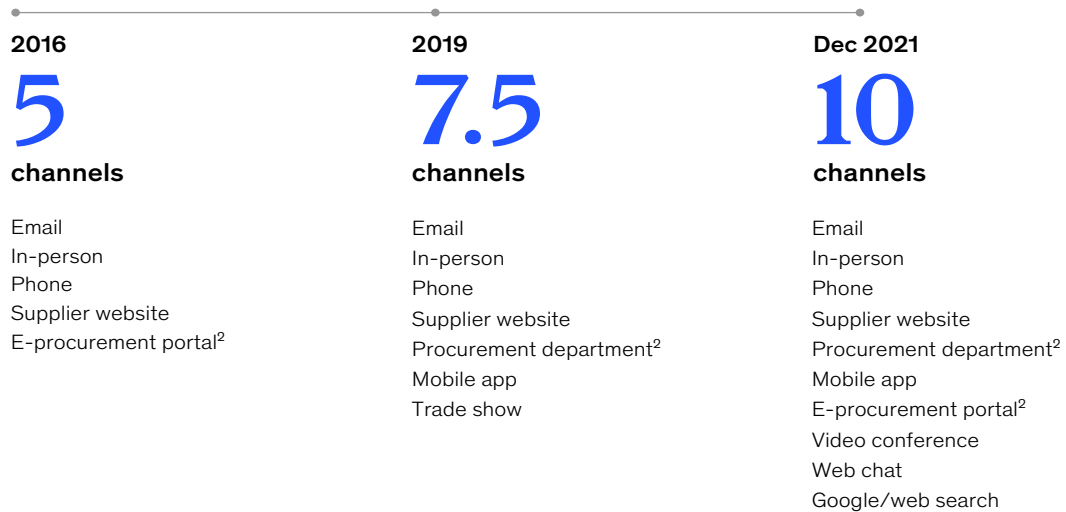 2016
5
channels
Email
In-person
Phone
Supplier website
E-procurement portal²
2019
7.5
channels
Email
In-person
Phone
Supplier website
Procurement department²
Mobile app
Trade show
Dec 2021
10
channels
Email
In-person
Phone
Supplier website
Procurement department²
Mobile app
E-procurement portal²
Video conference
Web chat
Google/web search